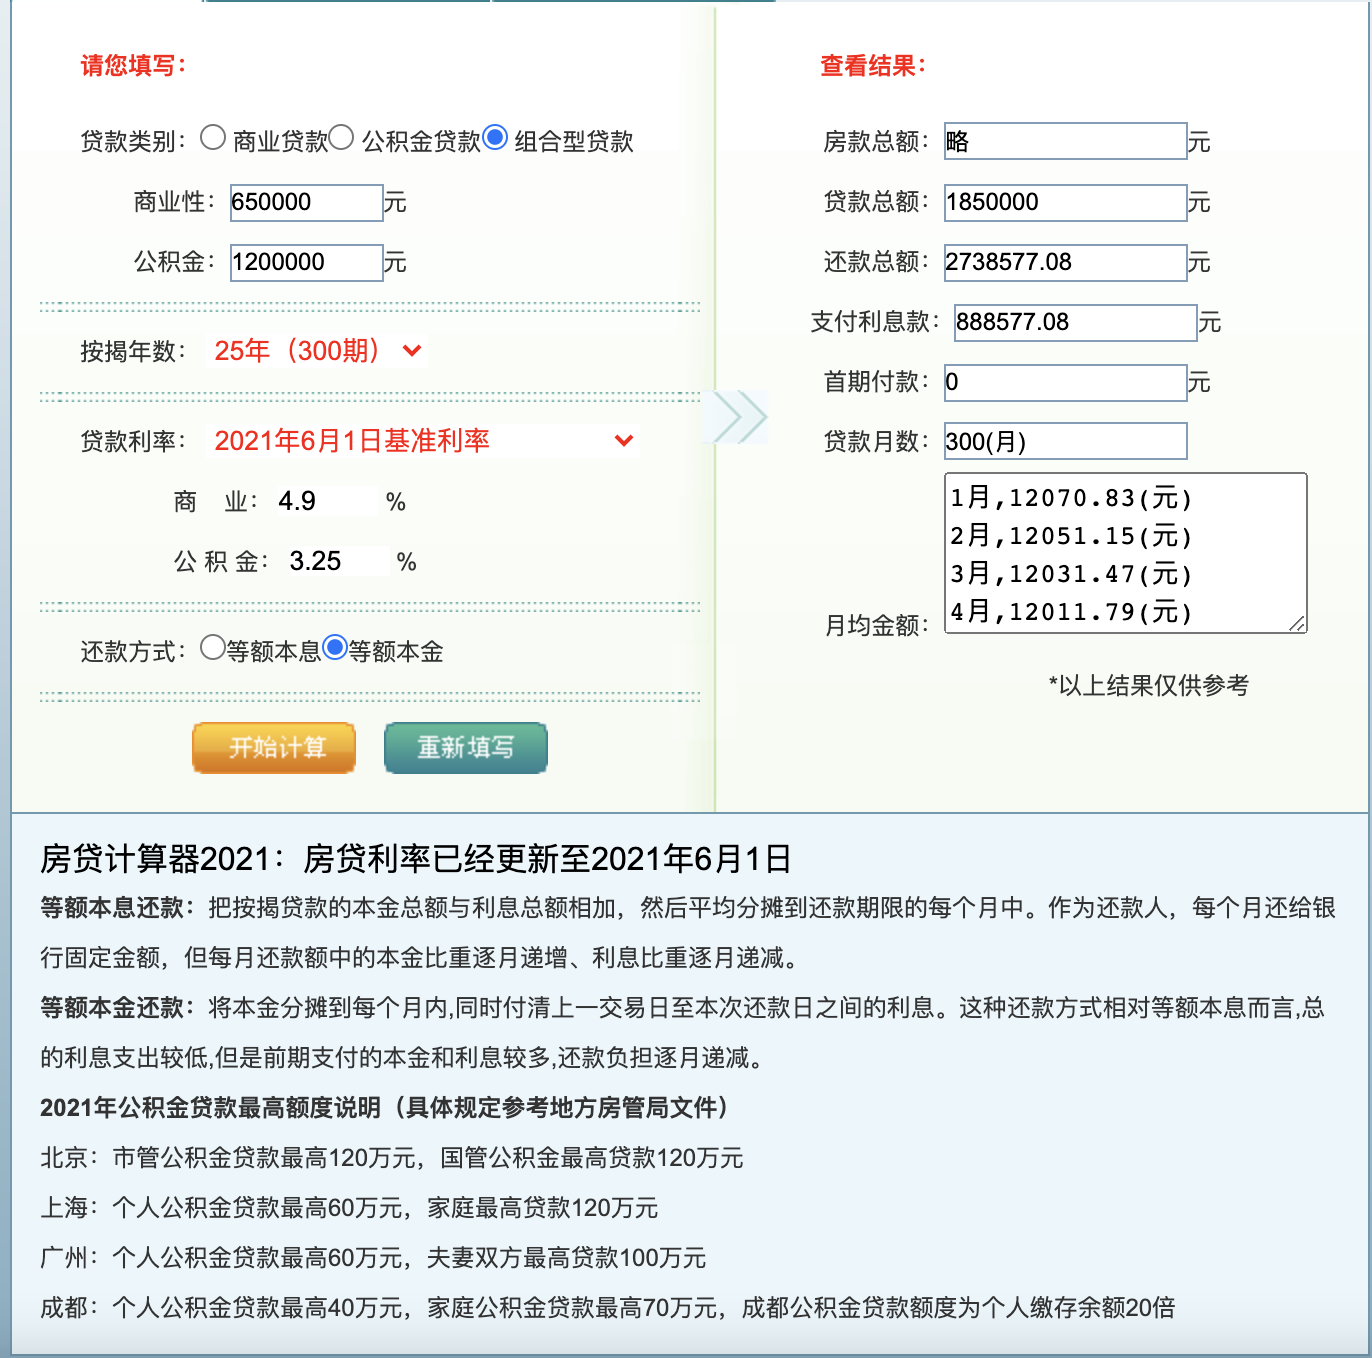 请您填写：
贷款类别： 商业贷款 公积金贷款 组合型贷款
商业性： 650000 元
公积金： 1200000 元
按揭年数： 25年（300期）
贷款利率： 2021年6月1日基准利率
商 业： 4.9 %
公 积 金： 3.25 %
还款方式： 等额本息 等额本金
开始计算 重新填写
查看结果：
房款总额： 略 元
贷款总额： 1850000 元
还款总额： 2738577.08 元
支付利息款： 888577.08 元
首期付款： 0 元
贷款月数： 300(月)
月均金额：
1月,12070.83(元)
2月,12051.15(元)
3月,12031.47(元)
4月,12011.79(元)
*以上结果仅供参考
房贷计算器2021：房贷利率已经更新至2021年6月1日
等额本息还款：把按揭贷款的本金总额与利息总额相加，然后平均分摊到还款期限的每个月中。作为还款人，每个月还给银
行固定金额，但每月还款额中的本金比重逐月递增、利息比重逐月递减。
等额本金还款：将本金分摊到每个月内,同时付清上一交易日至本次还款日之间的利息。这种还款方式相对等额本息而言,总
的利息支出较低,但是前期支付的本金和利息较多,还款负担逐月递减。
2021年公积金贷款最高额度说明（具体规定参考地方房管局文件）
北京：市管公积金贷款最高120万元，国管公积金最高贷款120万元
上海：个人公积金贷款最高60万元，家庭最高贷款120万元
广州：个人公积金贷款最高60万元，夫妻双方最高贷款100万元
成都：个人公积金贷款最高40万元，家庭公积金贷款最高70万元，成都公积金贷款额度为个人缴存余额20倍